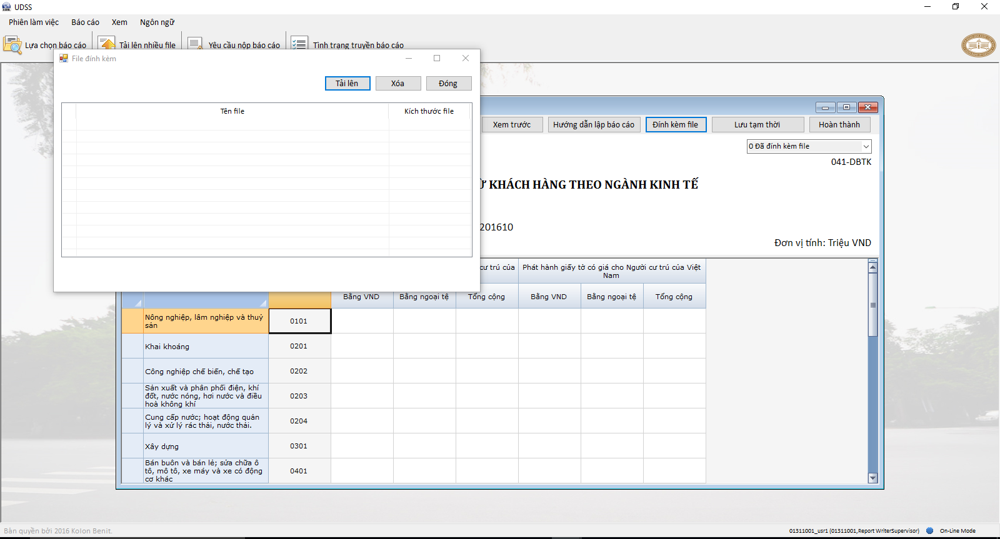 UDSS
Phiên làm việc Báo cáo Xem Ngôn ngữ
Lựa chọn báo cáo Tải lên nhiều file Yêu cầu nộp báo cáo Tình trạng truyền báo cáo
File đính kèm
Tải lên Xóa Đóng
Tên file Kích thước file
Xem trước Hướng dẫn lập báo cáo Đính kèm file Lưu tạm thời Hoàn thành
0 Đã đính kèm file
041-DBTK
KHÁCH HÀNG THEO NGÀNH KINH TẾ
201610
Đơn vị tính: Triệu VND
cư trú của
Phát hành giấy tờ có giá cho Người cư trú của Việt
Nam
Bằng VND Bằng ngoại tệ Tổng cộng Bằng VND Bằng ngoại tệ Tổng cộng
Nông nghiệp, lâm nghiệp và thuỷ
sản
0101
Khai khoáng 0201
Công nghiệp chế biến, chế tạo 0202
Sản xuất và phân phối điện, khí
đốt, nước nóng, hơi nước và điều
hoà không khí
0203
Cung cấp nước; hoạt động quản
lý và xử lý rác thải, nước thải.
0204
Xây dựng 0301
Bán buôn và bán lẻ; sửa chữa ô
tô, mô tô, xe máy và xe có động
cơ khác
0401
Bản quyền bởi 2016 Kolon Benit.
01311001_usr1 (01311001,Report WriterSupervisor) On-Line Mode